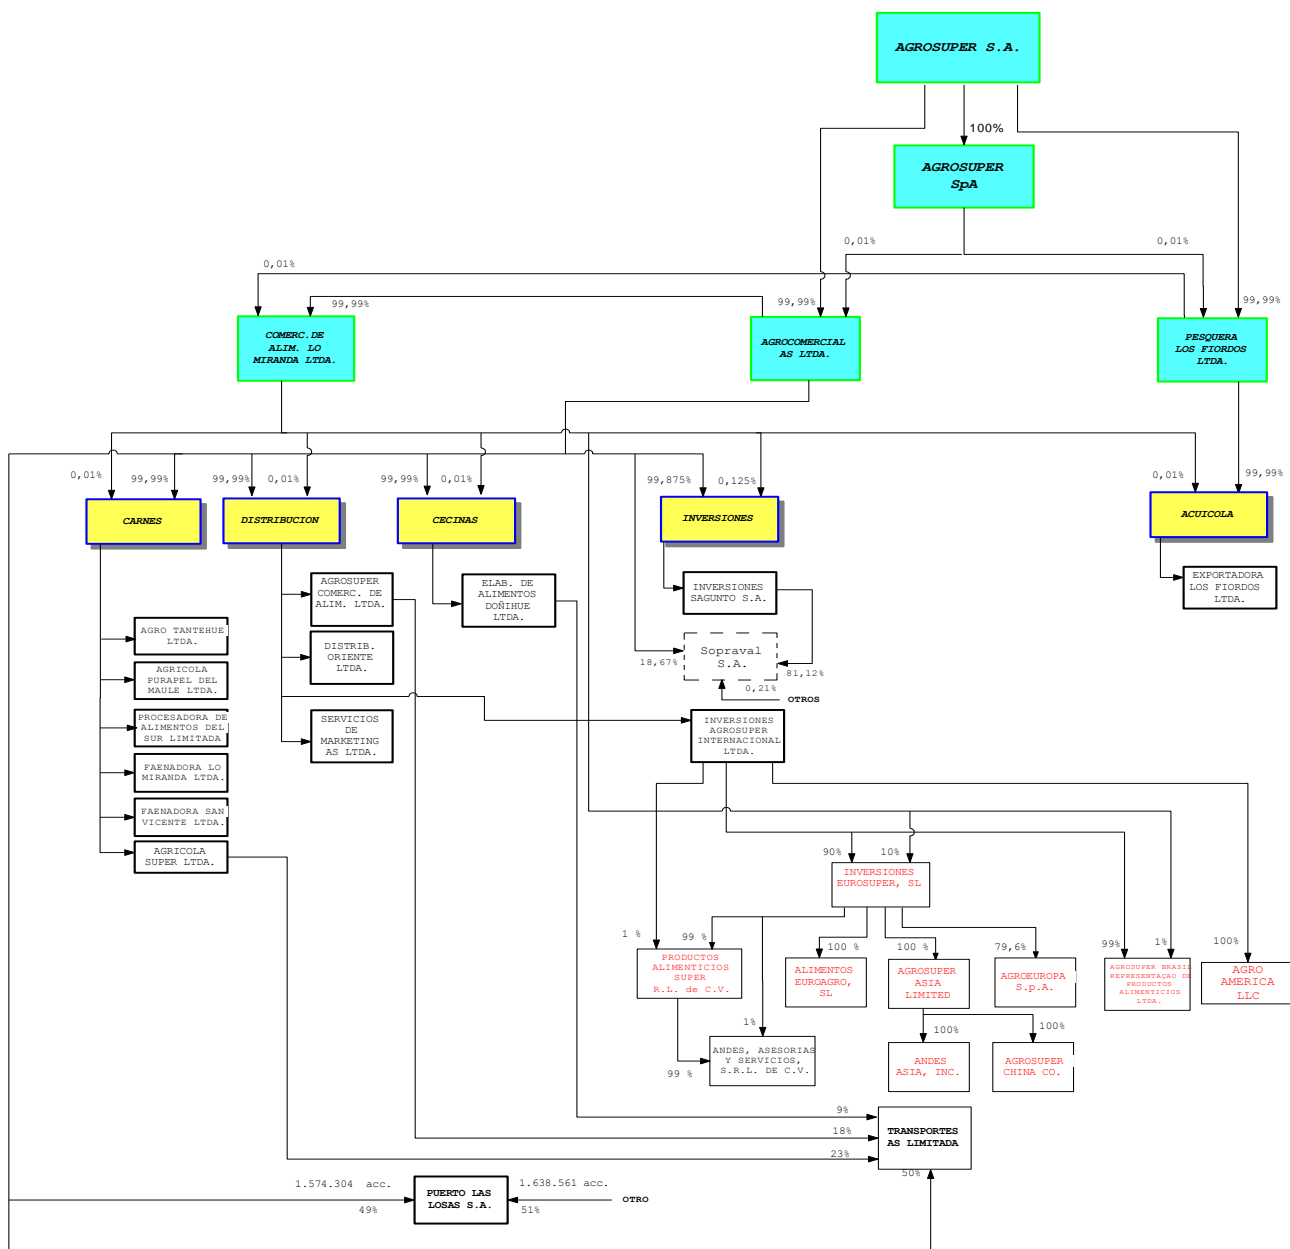 AGROSUPER S.A.
100%
AGROSUPER
SpA
0,01%
0,01%
0,01%
99,99%
99,99%
99,99%
COMERC.DE
ALIM. LO
MIRANDA LTDA.
AGROCOMERCIAL
AS LTDA.
PESQUERA
LOS FIORDOS
LTDA.
0,01%
99,99%
99,99%
0,01%
99,99%
0,01%
99,875%
0,125%
0,01%
99,99%
CARNES
DISTRIBUCION
CECINAS
INVERSIONES
ACUICOLA
AGROSUPER
COMERC. DE
ALIM. LTDA.
ELAB. DE
ALIMENTOS
DOÑIHUE
LTDA.
INVERSIONES
SAGUNTO S.A.
EXPORTADORA
LOS FIORDOS
LTDA.
AGRO TANTEHUE
LTDA.
DISTRIB.
ORIENTE
LTDA.
Sopraval
S.A.
18,67%
81,12%
0,21%
OTROS
AGRICOLA
PURAPEL DEL
MAULE LTDA.
PROCESADORA DE
ALIMENTOS DEL
SUR LIMITADA
SERVICIOS
DE
MARKETING
AS LTDA.
INVERSIONES
AGROSUPER
INTERNACIONAL
LTDA.
FAENADORA LO
MIRANDA LTDA.
FAENADORA SAN
VICENTE LTDA.
AGRICOLA
SUPER LTDA.
90%
10%
INVERSIONES
EUROSUPER, SL
1 %
99 %
100 %
100 %
79,6%
99%
1%
100%
PRODUCTOS
ALIMENTICIOS
SUPER
R.L. de C.V.
ALIMENTOS
EUROAGRO,
SL
AGROSUPER
ASIA
LIMITED
AGROEUROPA
S.p.A.
AGROSUPER BRASIL
REPRESENTAÇAO DE
PRODUCTOS
ALIMENTICIOS
LTDA.
AGRO
AMERICA
LLC
1%
100%
100%
99 %
ANDES, ASESORIAS
Y SERVICIOS,
S.R.L. DE C.V.
ANDES
ASIA, INC.
AGROSUPER
CHINA CO.
9%
18%
23%
50%
TRANSPORTES
AS LIMITADA
1.574.304 acc.
49%
PUERTO LAS
LOSAS S.A.
1.638.561 acc.
51%
OTRO